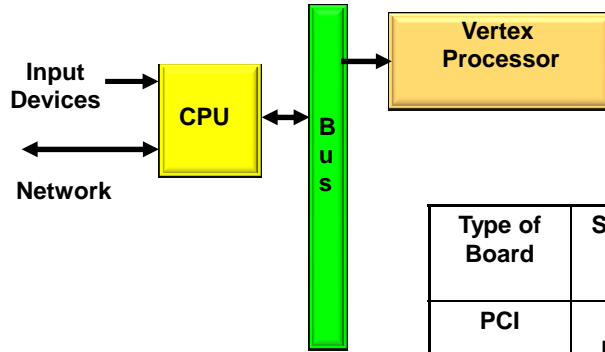 Vertex
Processor
Input
Devices
CPU
B
u
s
Network
Type of
Board
PCI